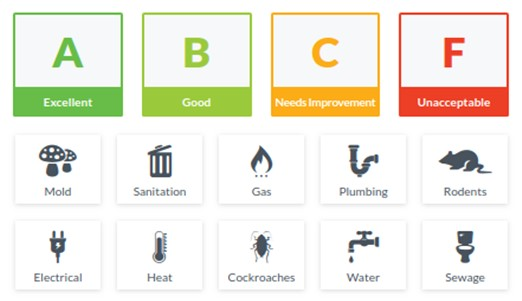 A B C F
Excellent Good Needs Improvement Unacceptable
Mold Sanitation Gas Plumbing Rodents
Electrical Heat Cockroaches Water Sewage